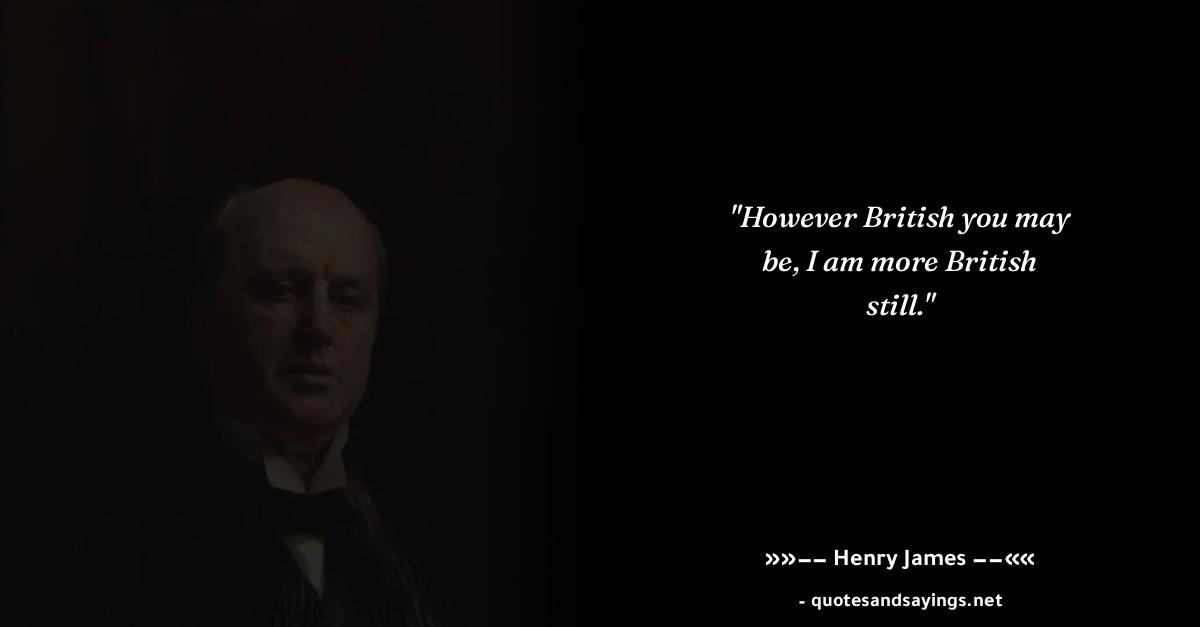 "However British you may
be, I am more British
still."
»»−− Henry James −−««
- quotesandsayings.net